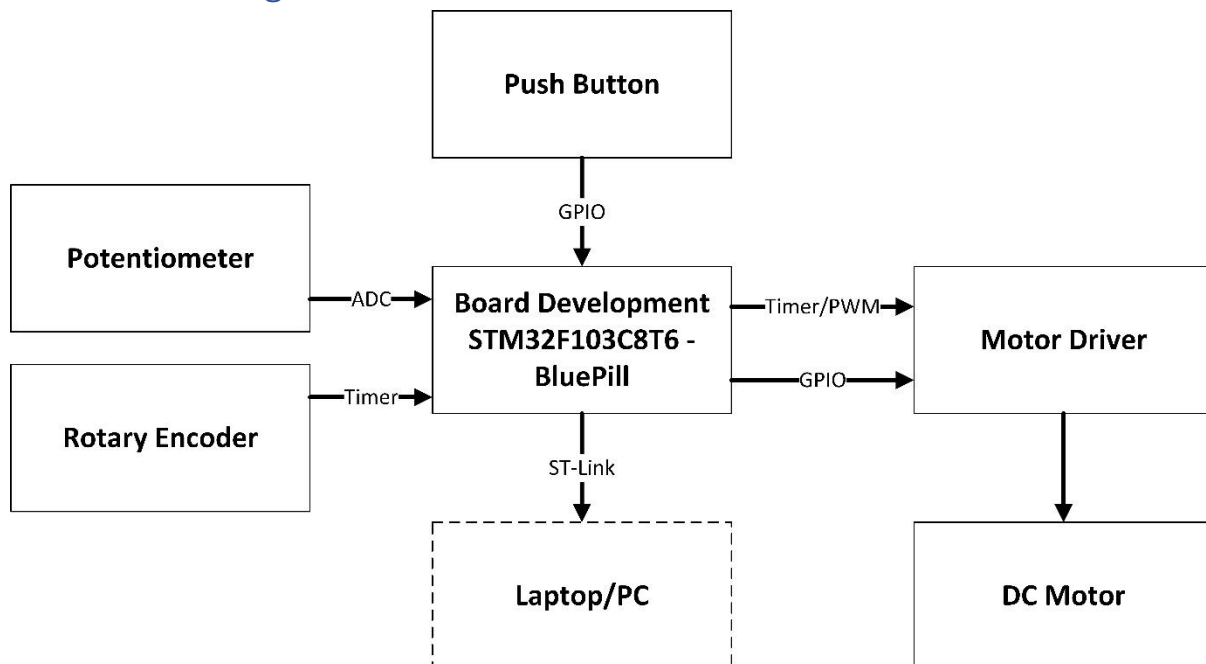 Push Button
GPIO
Potentiometer
ADC
Board Development
STM32F103C8T6 -
BluePill
Timer/PWM
Motor Driver
GPIO
Timer
Rotary Encoder
ST-Link
Laptop/PC
DC Motor